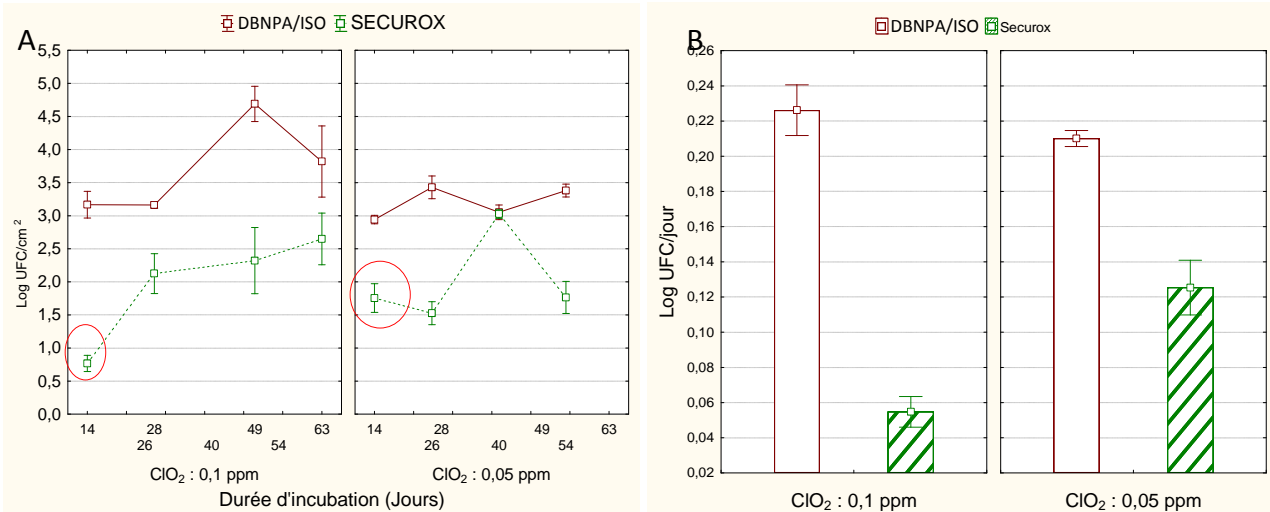 A
DBNPA/ISO SECUROX
Log UFC/cm²
5,5
5,0
4,5
4,0
3,5
3,0
2,5
2,0
1,5
1,0
0,5
0,0
14 28 49 63
26 40 54
ClO₂ : 0,1 ppm
14 28 49 63
26 40 54
ClO₂ : 0,05 ppm
Durée d'incubation (Jours)
B
DBNPA/ISO Securox
Log UFC/jour
0,26
0,24
0,22
0,20
0,18
0,16
0,14
0,12
0,10
0,08
0,06
0,04
0,02
ClO₂ : 0,1 ppm
ClO₂ : 0,05 ppm